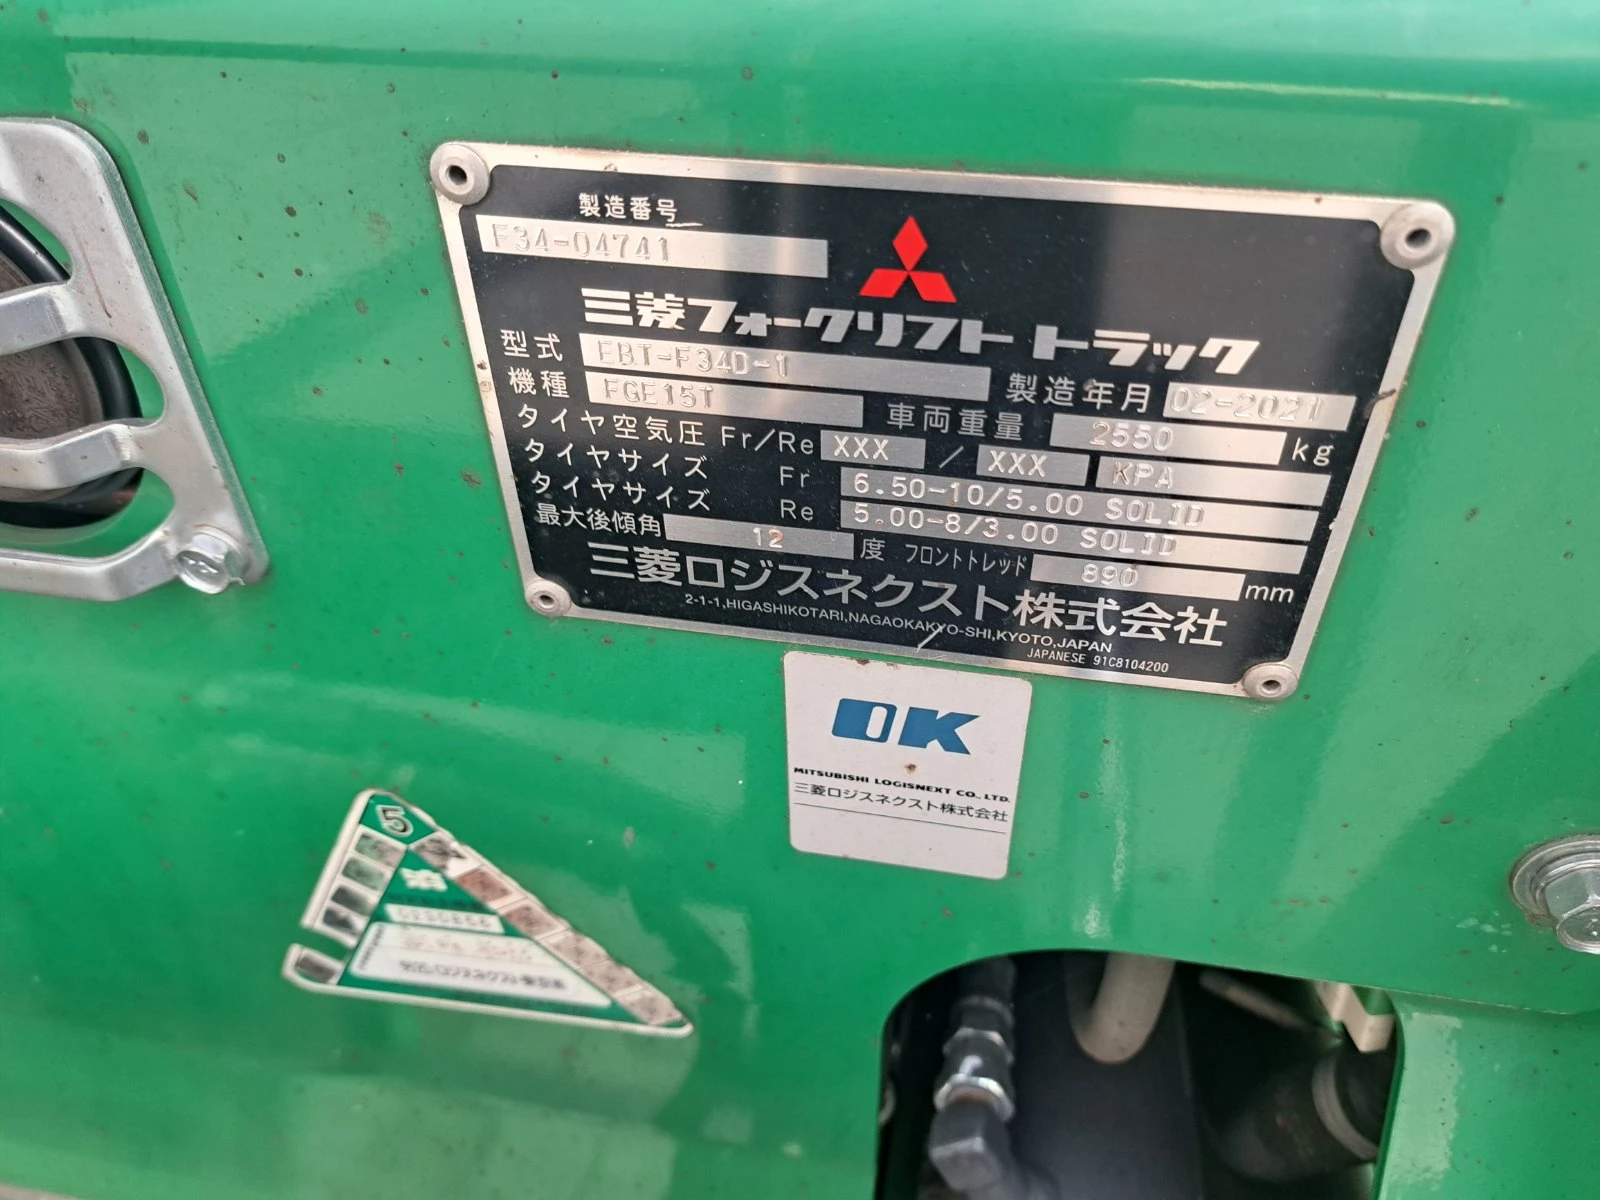 製造番号
F34-04741
三菱フォークリフト トラック
型式 EBT-F34D-1 製造年月 02-2021
機種 FGE15T 車両重量 2550 kg
タイヤ空気圧 Fr/Re XXX / XXX KPA
タイヤサイズ Fr 6.50-10/5.00 SOLID
タイヤサイズ Re 5.00-8/3.00 SOLID
最大後傾角 12 度 フロントトレッド 890 mm
三菱ロジスネクスト株式会社
2-1-1,HIGASHIKOTARI,NAGAOKAKYO-SHI,KYOTO,JAPAN
JAPANESE 91C8104200
OK
MITSUBISHI LOGISNEXT CO., LTD.
三菱ロジスネクスト株式会社
5
済